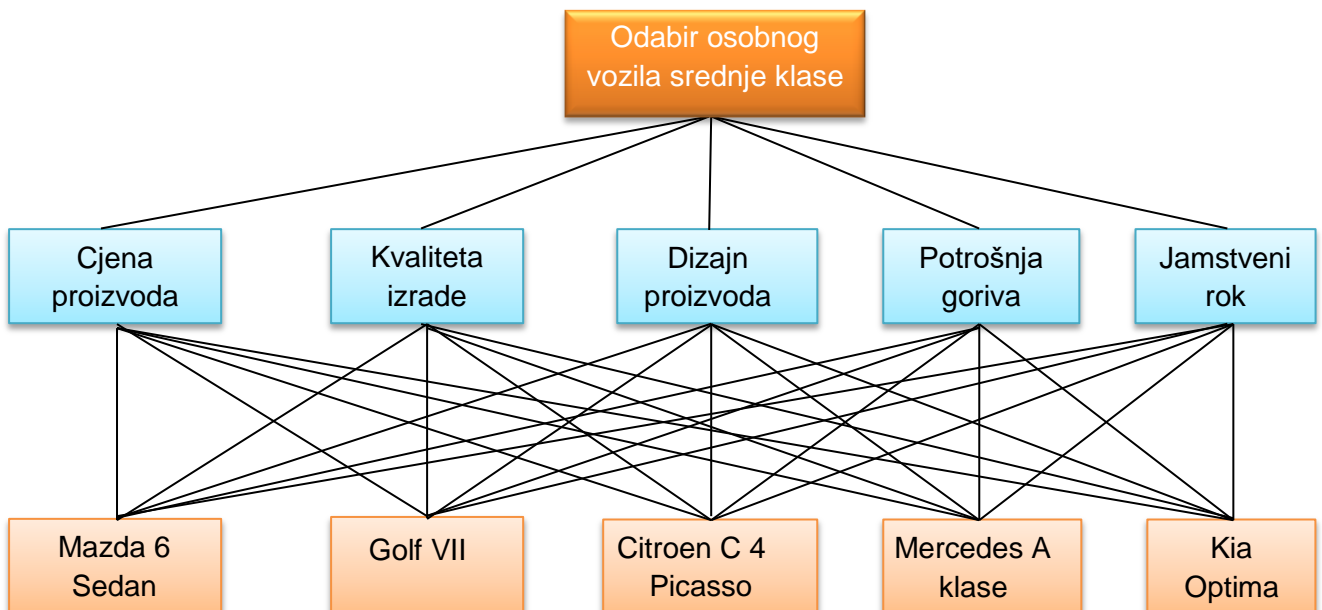 Odabir osobnog
vozila srednje klase
Cjena
proizvoda
Kvaliteta
izrade
Dizajn
proizvoda
Potrošnja
goriva
Jamstveni
rok
Mazda 6
Sedan
Golf VII
Citroen C 4
Picasso
Mercedes A
klase
Kia
Optima